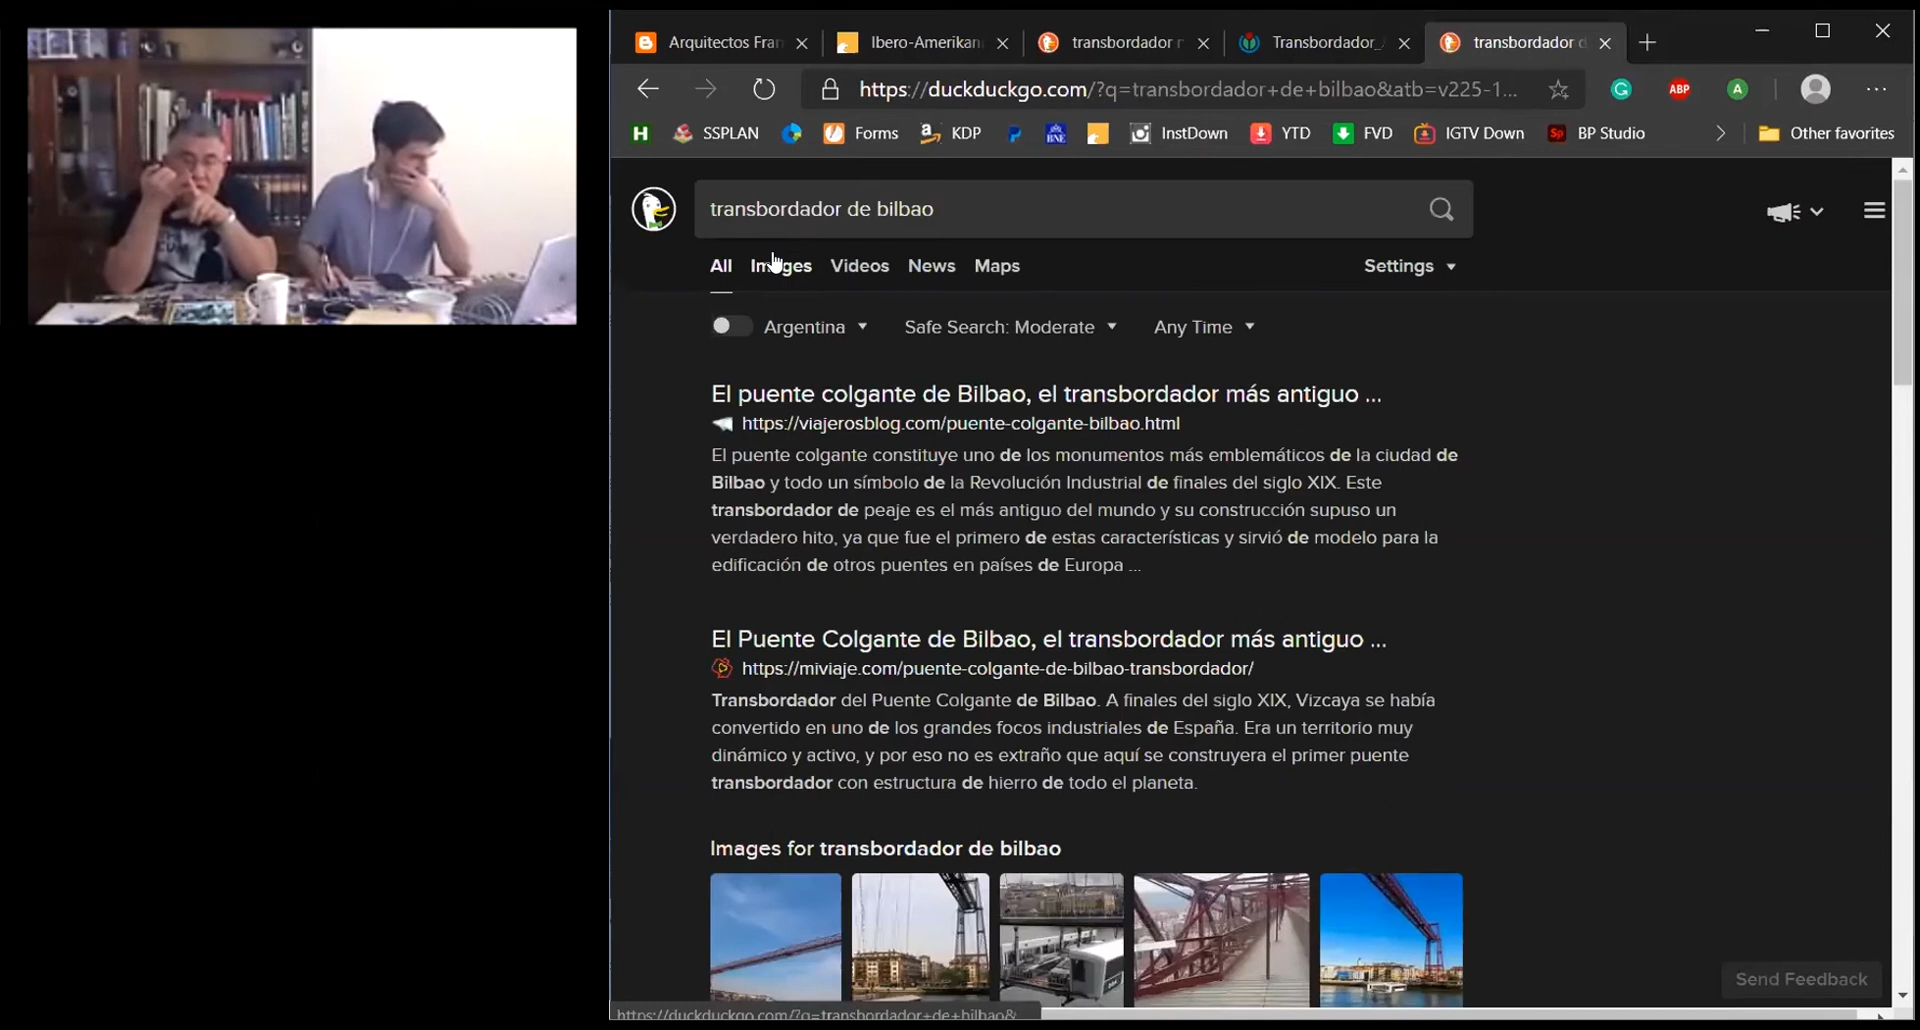 Arquitectos Fran
Ibero-Amerikan
transbordador r
Transbordador_
transbordador d
https://duckduckgo.com/?q=transbordador+de+bilbao&atb=v225-1...
ABP
A
H
SSPLAN
Forms
KDP
BNE
InstDown
YTD
FVD
IGTV Down
Sp
BP Studio
Other favorites
transbordador de bilbao
All Images Videos News Maps
Settings
Argentina
Safe Search: Moderate
Any Time
El puente colgante de Bilbao, el transbordador más antiguo ...
https://viajerosblog.com/puente-colgante-bilbao.html
El puente colgante constituye uno de los monumentos más emblemáticos de la ciudad de
Bilbao y todo un símbolo de la Revolución Industrial de finales del siglo XIX. Este
transbordador de peaje es el más antiguo del mundo y su construcción supuso un
verdadero hito, ya que fue el primero de estas características y sirvió de modelo para la
edificación de otros puentes en países de Europa ...
El Puente Colgante de Bilbao, el transbordador más antiguo ...
https://miviaje.com/puente-colgante-de-bilbao-transbordador/
Transbordador del Puente Colgante de Bilbao. A finales del siglo XIX, Vizcaya se había
convertido en uno de los grandes focos industriales de España. Era un territorio muy
dinámico y activo, y por eso no es extraño que aquí se construyera el primer puente
transbordador con estructura de hierro de todo el planeta.
Images for transbordador de bilbao
Send Feedback
https://duckduckgo.com/?q=transbordador+de+bilbao&